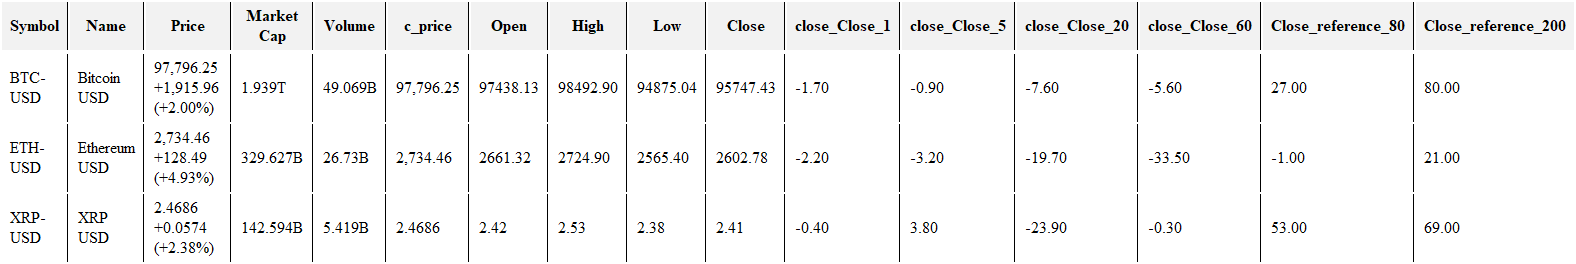 Symbol Name Price Market Cap Volume c_price Open High Low Close close_Close_1 close_Close_5 close_Close_20 close_Close_60 Close_reference_80 Close_reference_200
BTC-USD Bitcoin USD 97,796.25 +1,915.96 (+2.00%) 1.939T 49.069B 97,796.25 97438.13 98492.90 94875.04 95747.43 -1.70 -0.90 -7.60 -5.60 27.00 80.00
ETH-USD Ethereum USD 2,734.46 +128.49 (+4.93%) 329.627B 26.73B 2,734.46 2661.32 2724.90 2565.40 2602.78 -2.20 -3.20 -19.70 -33.50 -1.00 21.00
XRP-USD XRP USD 2.4686 +0.0574 (+2.38%) 142.594B 5.419B 2.4686 2.42 2.53 2.38 2.41 -0.40 3.80 -23.90 -0.30 53.00 69.00